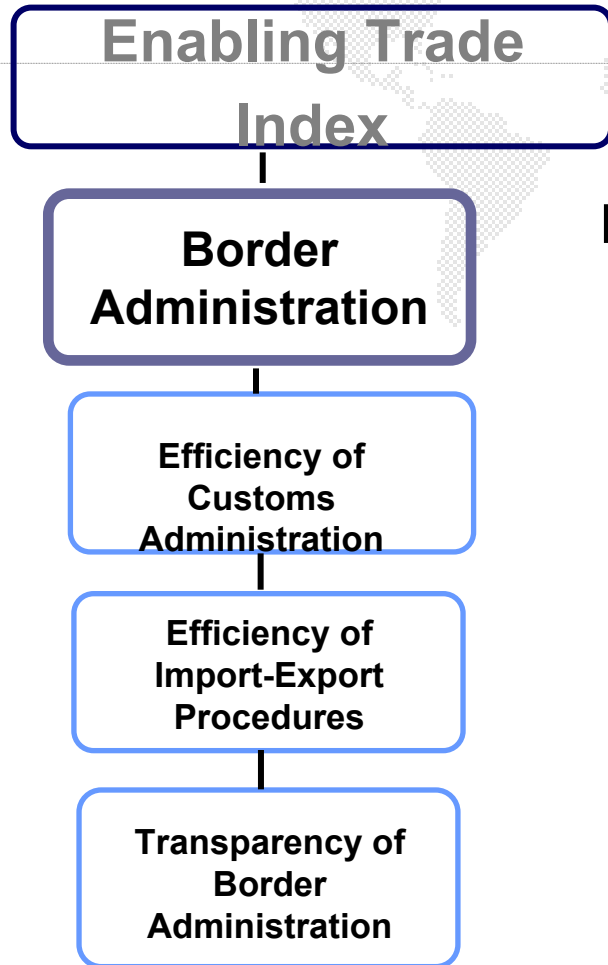 Enabling Trade
Index
Border
Administration
Efficiency of
Customs
Administration
Efficiency of
Import-Export
Procedures
Transparency of
Border
Administration